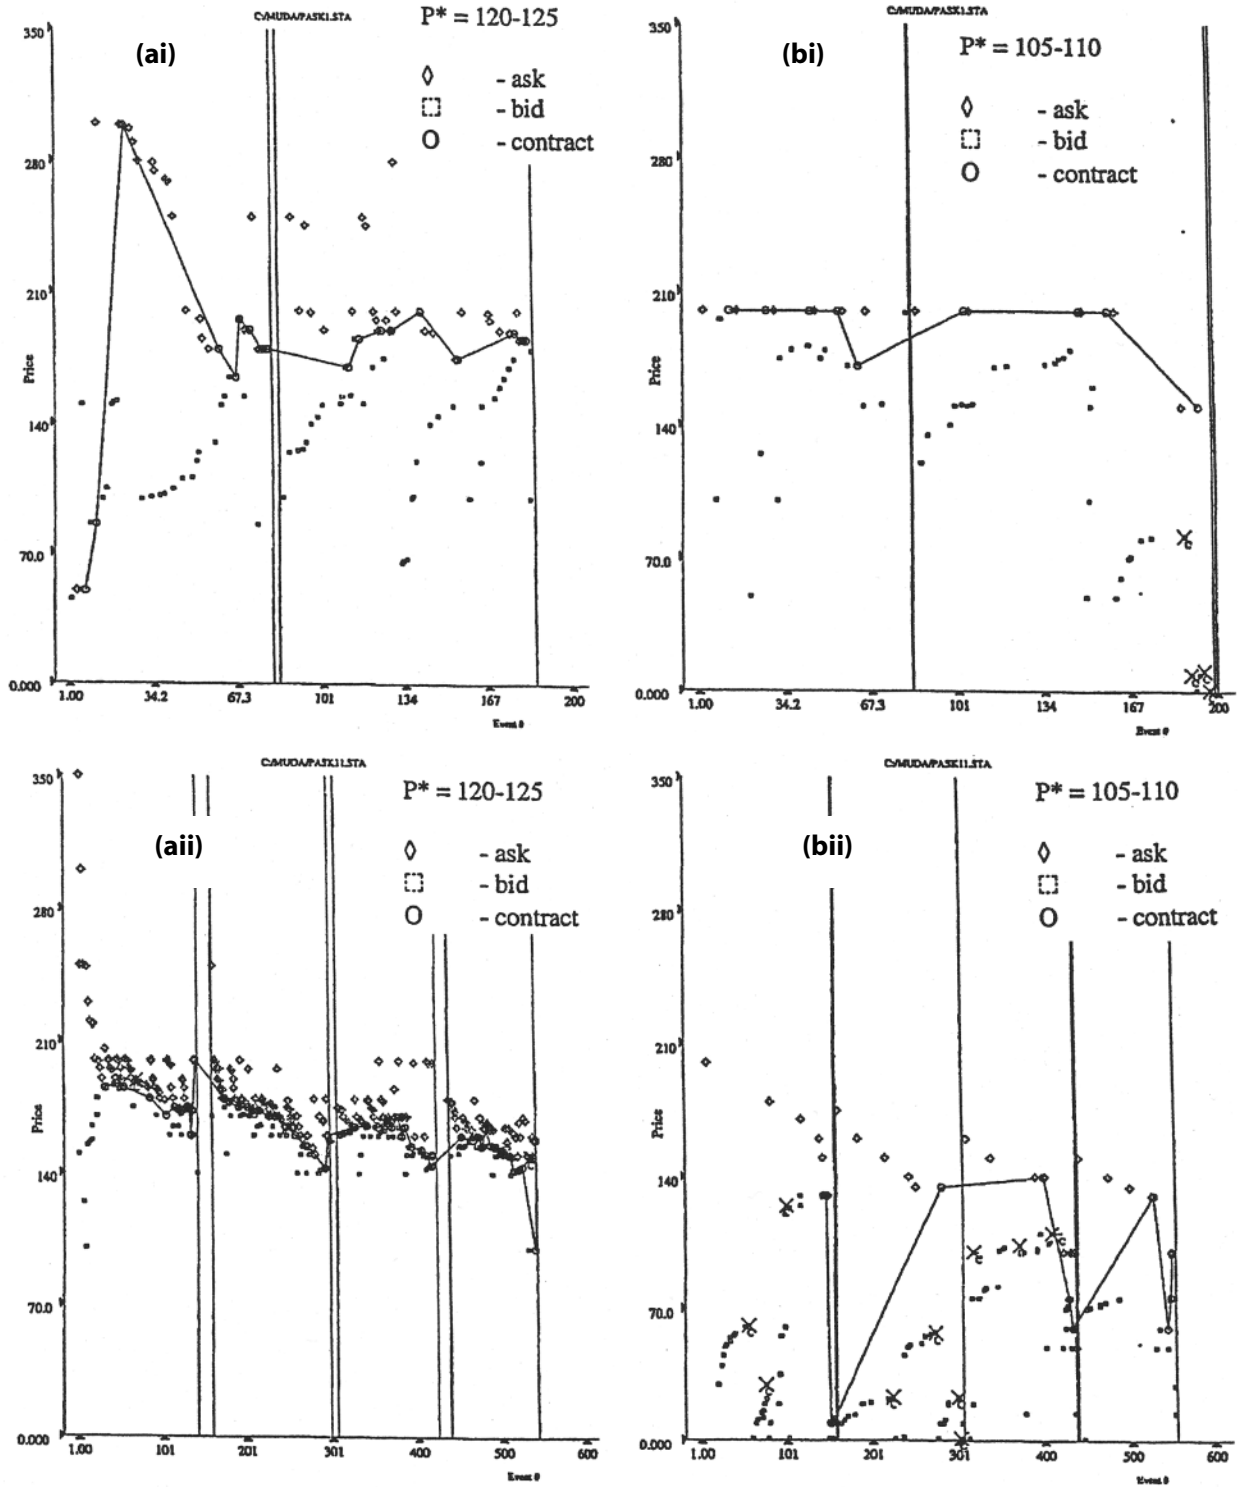 C:/MUDA/PASK1.STA
P* = 120-125
(ai)
- ask
- bid
- contract
350
280
210
140
70.0
0.000
Price
1.00 34.2 67.3 101 134 167 200
Event #
C:/MUDA/PASK1.STA
(bi)
P* = 105-110
- ask
- bid
- contract
350
280
210
140
70.0
0.000
Price
1.00 34.2 67.3 101 134 167 200
Event #
C:/MUDA/PASK11.STA
P* = 120-125
(aii)
- ask
- bid
- contract
350
280
210
140
70.0
0.000
Price
1.00 101 201 301 400 500 600
Event #
C:/MUDA/PASK11.STA
P* = 105-110
(bii)
- ask
- bid
- contract
350
280
210
140
70.0
0.000
Price
1.00 101 201 301 400 500 600
Event #